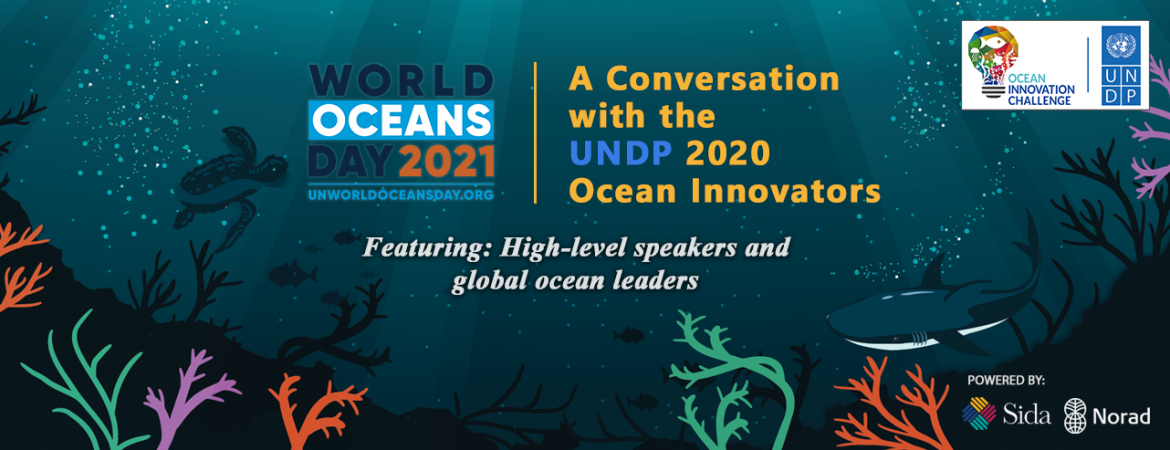 WORLD
OCEANS
DAY 2021
UNWORLDOCEANSDAY.ORG
A Conversation
with the
UNDP 2020
Ocean Innovators
Featuring: High-level speakers and
global ocean leaders
OCEAN
INNOVATION
CHALLENGE
U N
D P
POWERED BY:
Sida
Norad